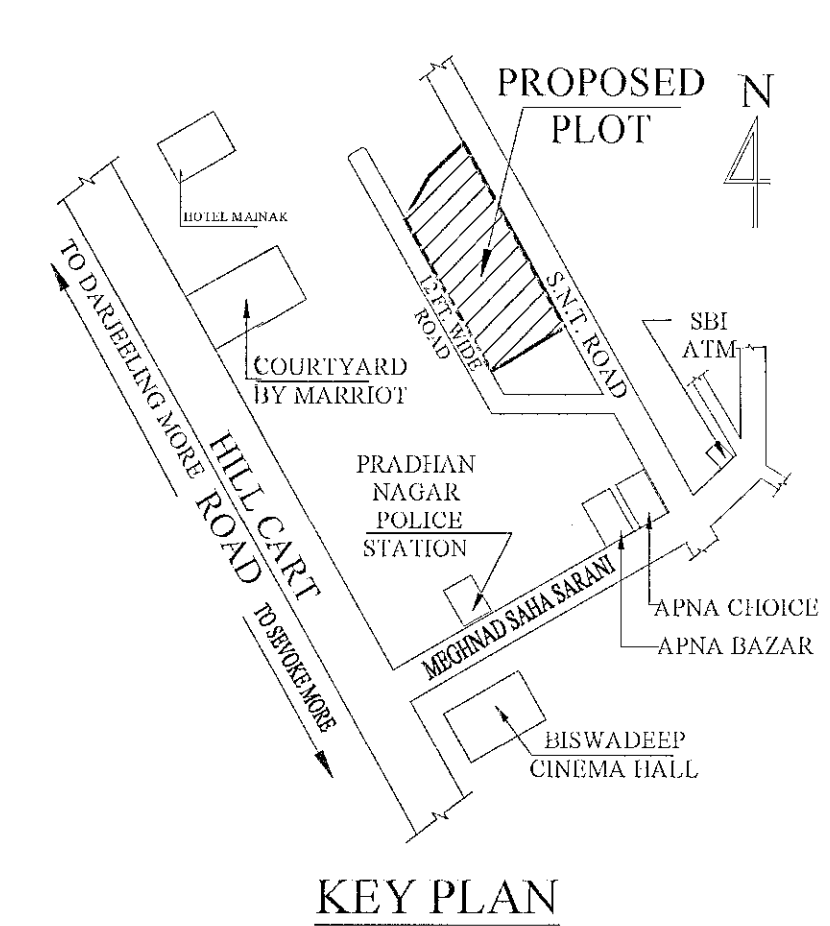 PROPOSED
PLOT
N
HOTEL MAINAK
TO DARJEELING MORE
COURTYARD
BY MARRIOT
12 FT. WIDE
ROAD
S.N.T. ROAD
SBI
ATM
HILL CART
ROAD
PRADHAN
NAGAR
POLICE
STATION
TO SEVOKE MORE
MEGHNAD SAHA SARANI
APNA CHOICE
APNA BAZAR
BISWADEEP
CINEMA HALL
KEY PLAN